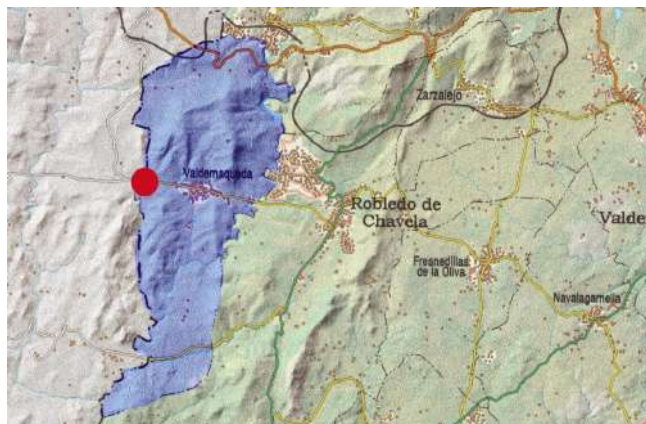 Zarzalejo
Valdemaqueda
Robledo de
Chavela
Valde
Fresnedillas
de la Oliva
Navalagamella